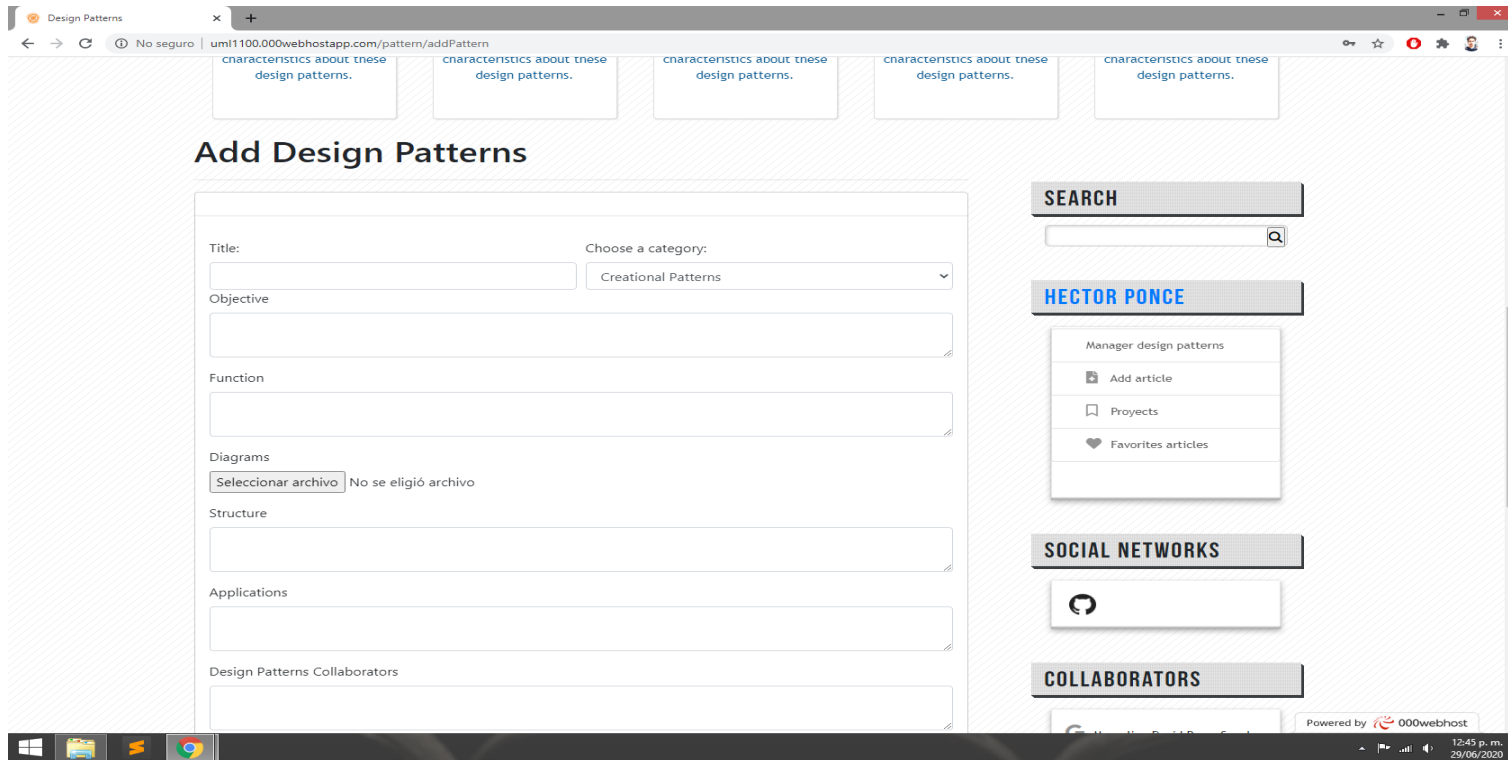 Design Patterns
No seguro
uml1100.000webhostapp.com/pattern/addPattern
characteristics about these
design patterns.
characteristics about these
design patterns.
characteristics about these
design patterns.
characteristics about these
design patterns.
characteristics about these
design patterns.
Add Design Patterns
Title:
Choose a category:
Creational Patterns
Objective
Function
Diagrams
Seleccionar archivo No se eligió archivo
Structure
Applications
Design Patterns Collaborators
SEARCH
HECTOR PONCE
Manager design patterns
Add article
Proyects
Favorites articles
SOCIAL NETWORKS
COLLABORATORS
Powered by 000webhost
12:45 p. m.
29/06/2020